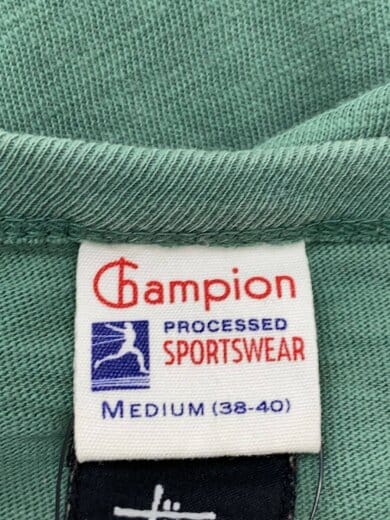 Champion
PROCESSED
SPORTSWEAR
MEDIUM (38-40)